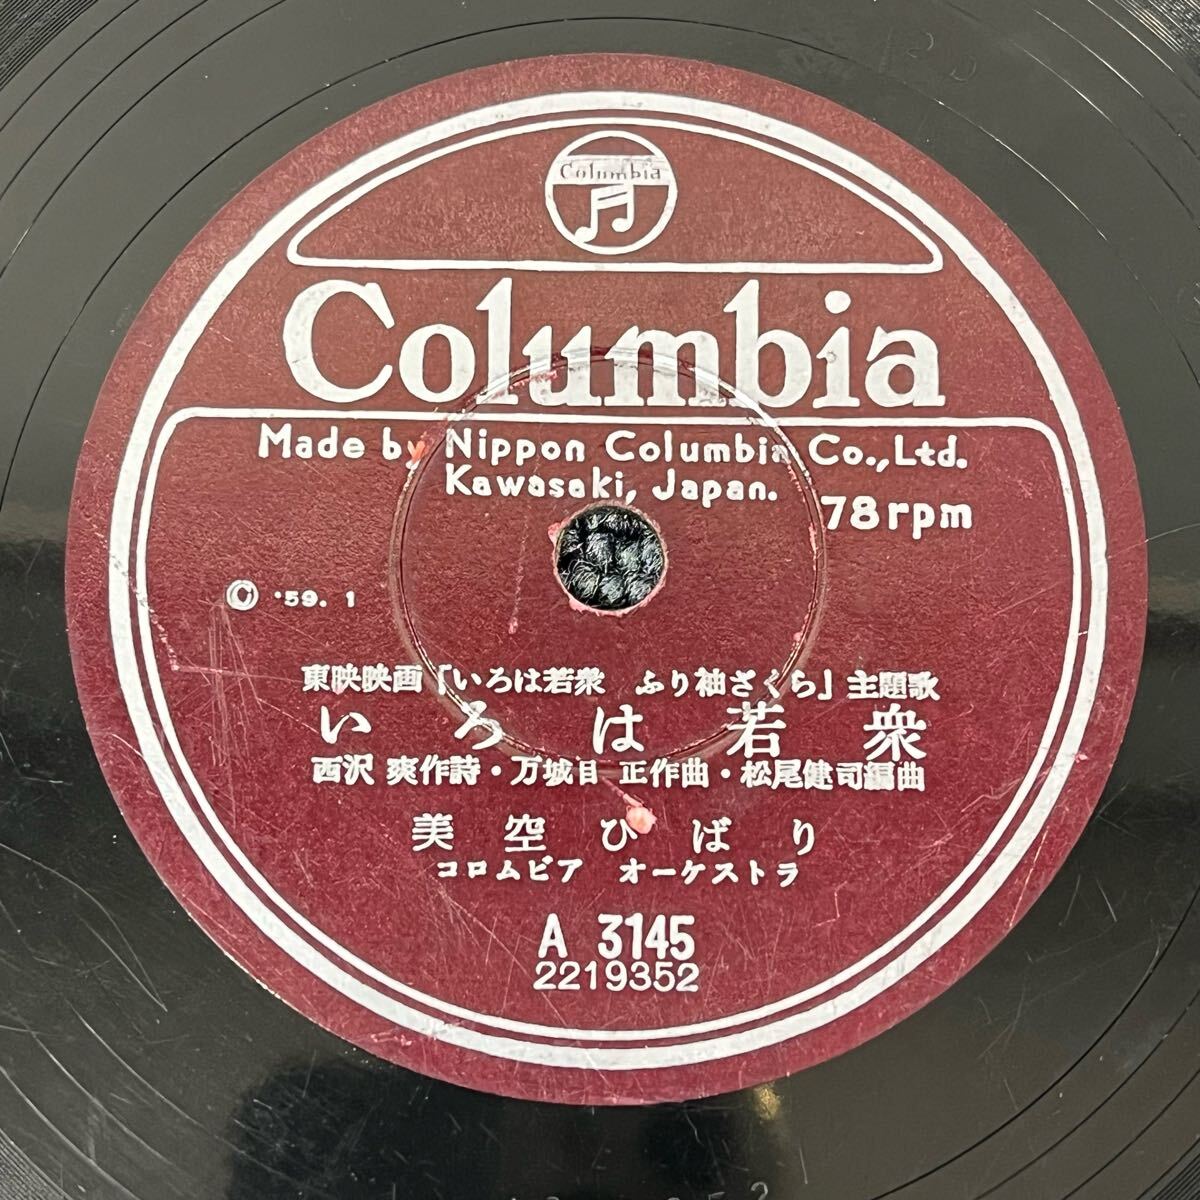 Columbia
Columbia
Made by Nippon Columbia Co., Ltd.
Kawasaki, Japan.
78 rpm
© '59. 1
東映映画「いろは若衆 ふり袖さくら」主題歌
いろは若衆
西沢 爽作詩・万城目 正作曲・松尾健司編曲
美空ひばり
コロムビア オーケストラ
A 3145
2219352